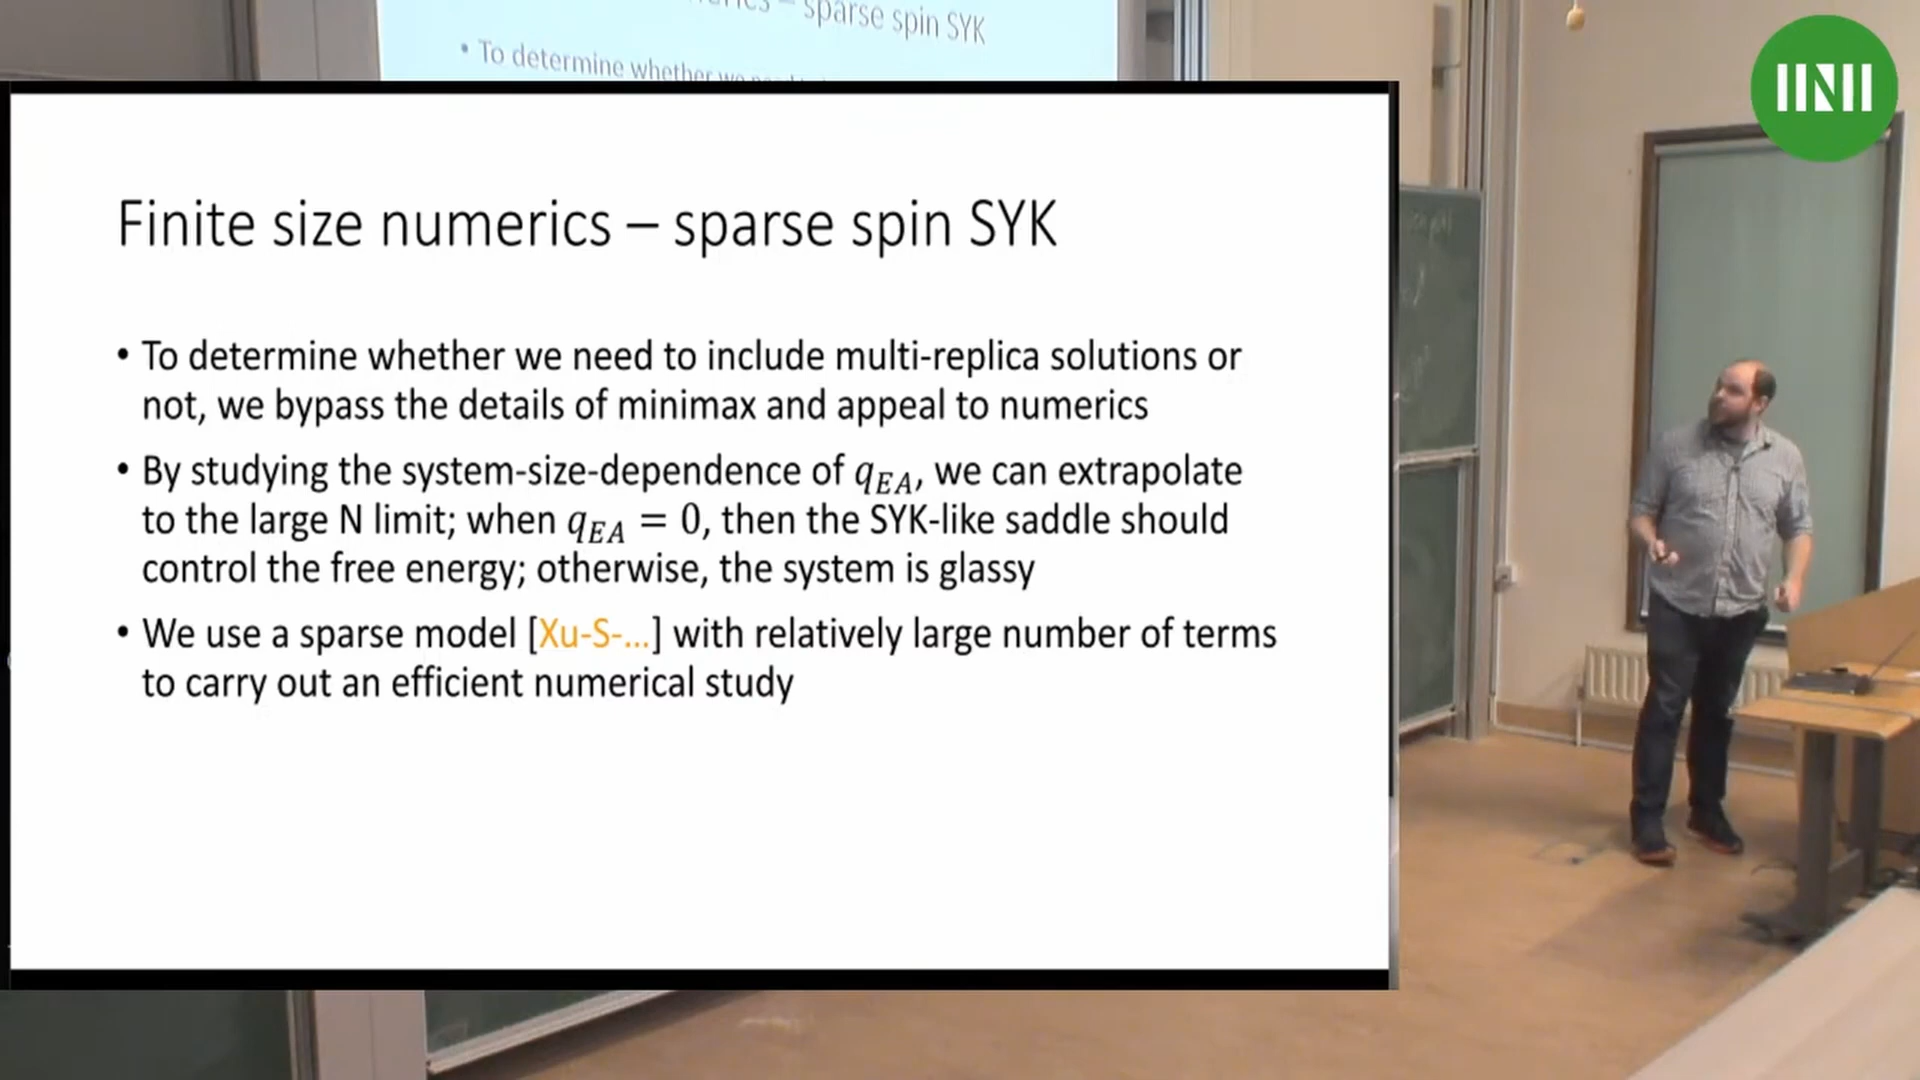 sparse spin SYK
• To determine whether we
Finite size numerics – sparse spin SYK
• To determine whether we need to include multi-replica solutions or
not, we bypass the details of minimax and appeal to numerics
• By studying the system-size-dependence of q_EA, we can extrapolate
to the large N limit; when q_EA = 0, then the SYK-like saddle should
control the free energy; otherwise, the system is glassy
• We use a sparse model [Xu-S-...] with relatively large number of terms
to carry out an efficient numerical study